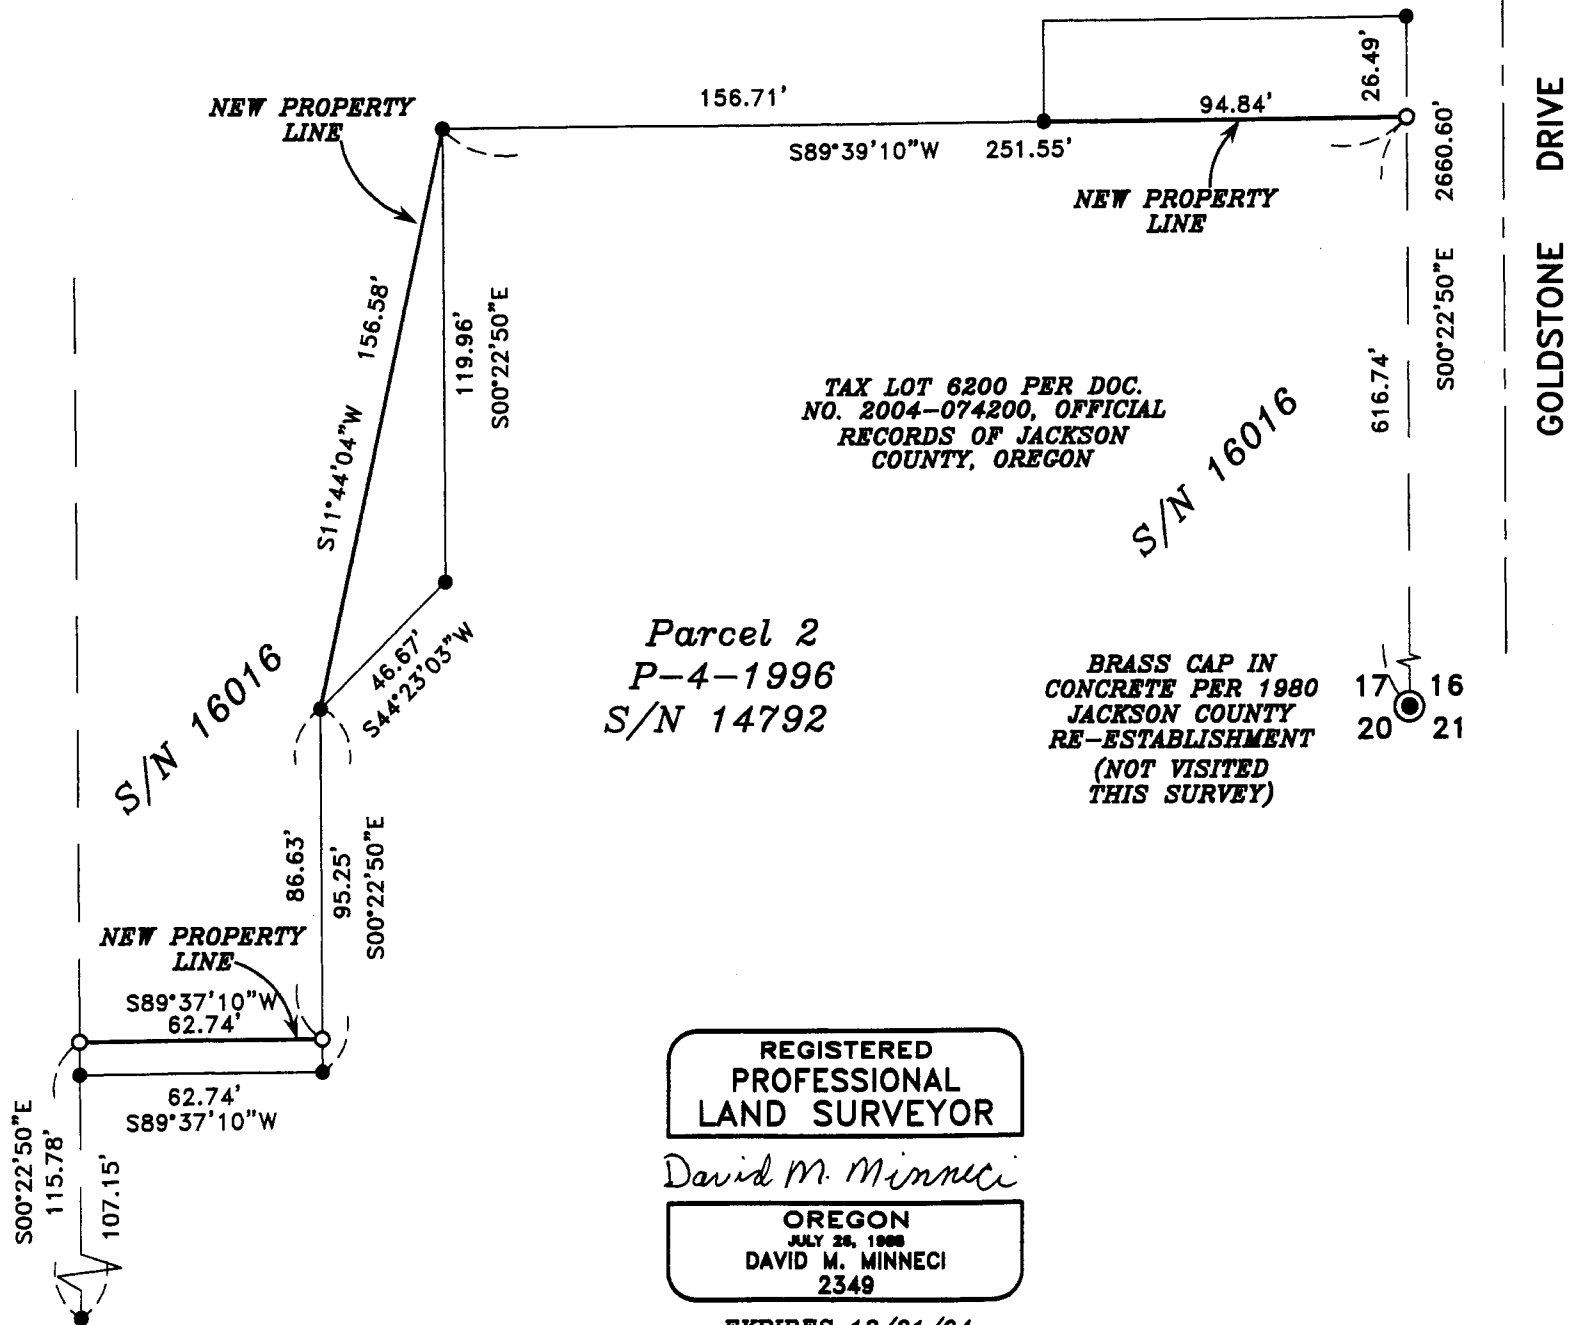 26.49'
NEW PROPERTY
LINE
156.71'
94.84'
S89°39'10"W 251.55'
NEW PROPERTY
LINE
2660.60'
S00°22'50"E
616.74'
GOLDSTONE DRIVE
156.58'
S11°44'04"W
119.96'
S00°22'50"E
TAX LOT 6200 PER DOC.
NO. 2004-074200, OFFICIAL
RECORDS OF JACKSON
COUNTY, OREGON
S/N 16016
46.67'
S44°23'03"W
S/N 16016
Parcel 2
P-4-1996
S/N 14792
BRASS CAP IN
CONCRETE PER 1980
JACKSON COUNTY
RE-ESTABLISHMENT
(NOT VISITED
THIS SURVEY)
17 16
20 21
86.63'
95.25'
S00°22'50"E
NEW PROPERTY
LINE
S89°37'10"W
62.74'
62.74'
S89°37'10"W
S00°22'50"E
115.78'
107.15'
REGISTERED
PROFESSIONAL
LAND SURVEYOR
David M. Minneci
OREGON
JULY 26,
DAVID M. MINNECI
2349
EXPIRES